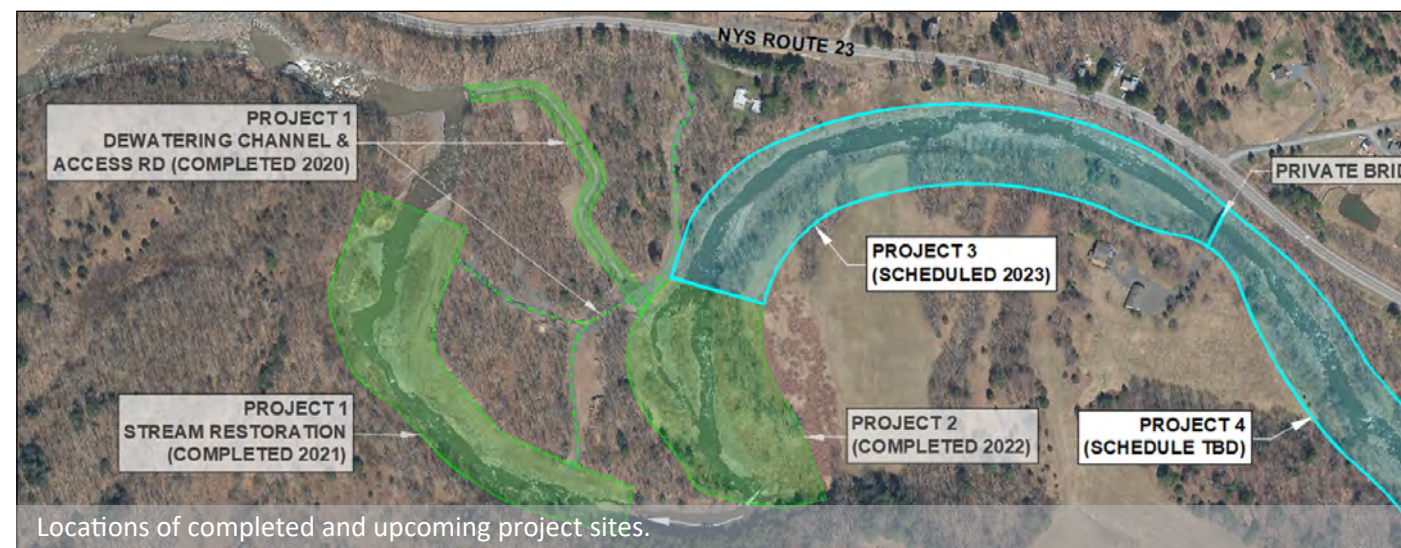 NYS ROUTE 23
PROJECT 1
DEWATERING CHANNEL &
ACCESS RD (COMPLETED 2020)
PRIVATE BRID
PROJECT 3
(SCHEDULED 2023)
PROJECT 1
STREAM RESTORATION
(COMPLETED 2021)
PROJECT 2
(COMPLETED 2022)
PROJECT 4
(SCHEDULE TBD)
Locations of completed and upcoming project sites.